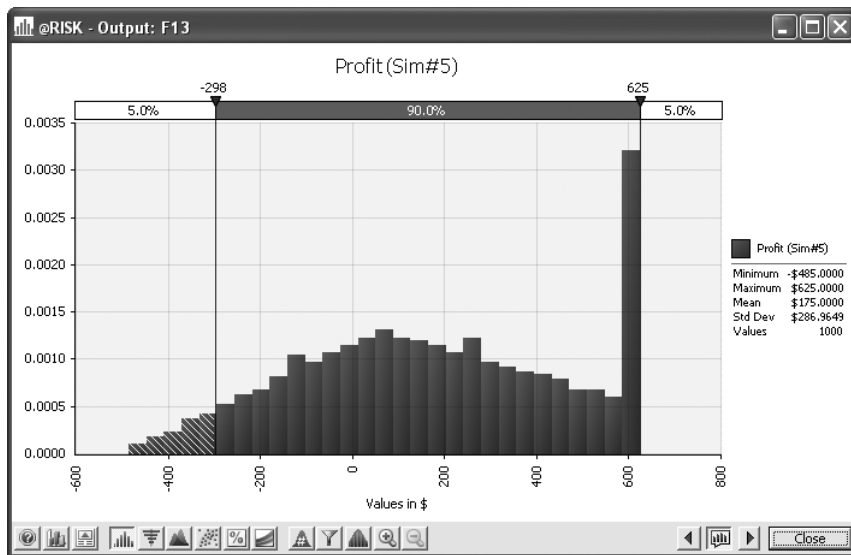 @RISK - Output: F13
Profit (Sim#5)
-298 625
5.0% 90.0% 5.0%
0.0035
0.0030
0.0025
0.0020
0.0015
0.0010
0.0005
0.0000
-600 -400 -200 0 200 400 600 800
Values in $
Profit (Sim#5)
Minimum -$485.0000
Maximum $625.0000
Mean $175.0000
Std Dev $286.9649
Values 1000
Close